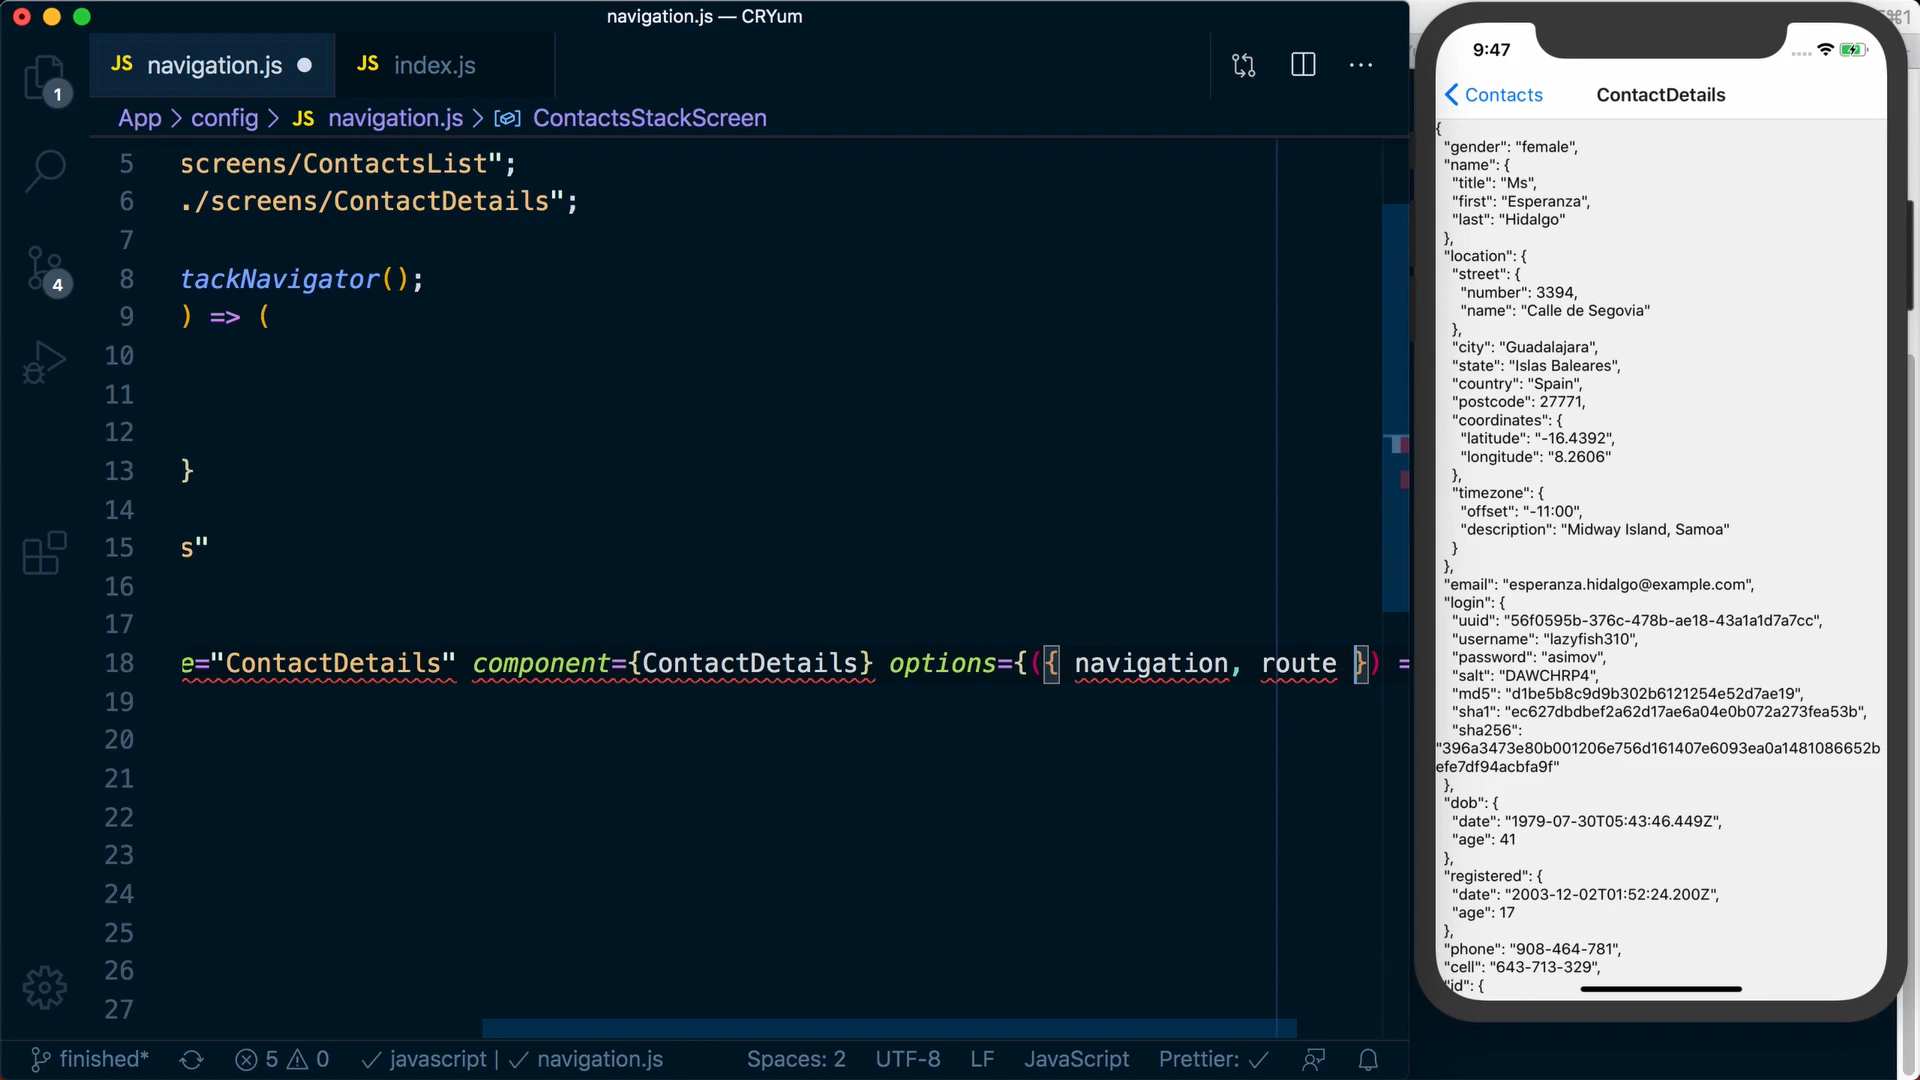 navigation.js — CRYum
⌘1
JS navigation.js
JS index.js
1
App > config > JS navigation.js > ContactsStackScreen
5 screens/ContactsList";
6 ./screens/ContactDetails";
7
8 tackNavigator();
9 ) => (
10
11
12
13 }
14
15 s"
16
17
18 e="ContactDetails" component={ContactDetails} options={({ navigation, route }) =
19
20
21
22
23
24
25
26
27
4
finished*
5
0
javascript |
navigation.js
Spaces: 2
UTF-8
LF
JavaScript
Prettier:
9:47
Contacts
ContactDetails
{
"gender": "female",
"name": {
"title": "Ms",
"first": "Esperanza",
"last": "Hidalgo"
},
"location": {
"street": {
"number": 3394,
"name": "Calle de Segovia"
},
"city": "Guadalajara",
"state": "Islas Baleares",
"country": "Spain",
"postcode": 27771,
"coordinates": {
"latitude": "-16.4392",
"longitude": "8.2606"
},
"timezone": {
"offset": "-11:00",
"description": "Midway Island, Samoa"
}
},
"email": "esperanza.hidalgo@example.com",
"login": {
"uuid": "56f0595b-376c-478b-ae18-43a1a1d7a7cc",
"username": "lazyfish310",
"password": "asimov",
"salt": "DAWCHRP4",
"md5": "d1be5b8c9d9b302b6121254e52d7ae19",
"sha1": "ec627dbdbef2a62d17ae6a04e0b072a273fea53b",
"sha256":
"396a3473e80b001206e756d161407e6093ea0a1481086652b
efe7df94acbfa9f"
},
"dob": {
"date": "1979-07-30T05:43:46.449Z",
"age": 41
},
"registered": {
"date": "2003-12-02T01:52:24.200Z",
"age": 17
},
"phone": "908-464-781",
"cell": "643-713-329",
"id": {